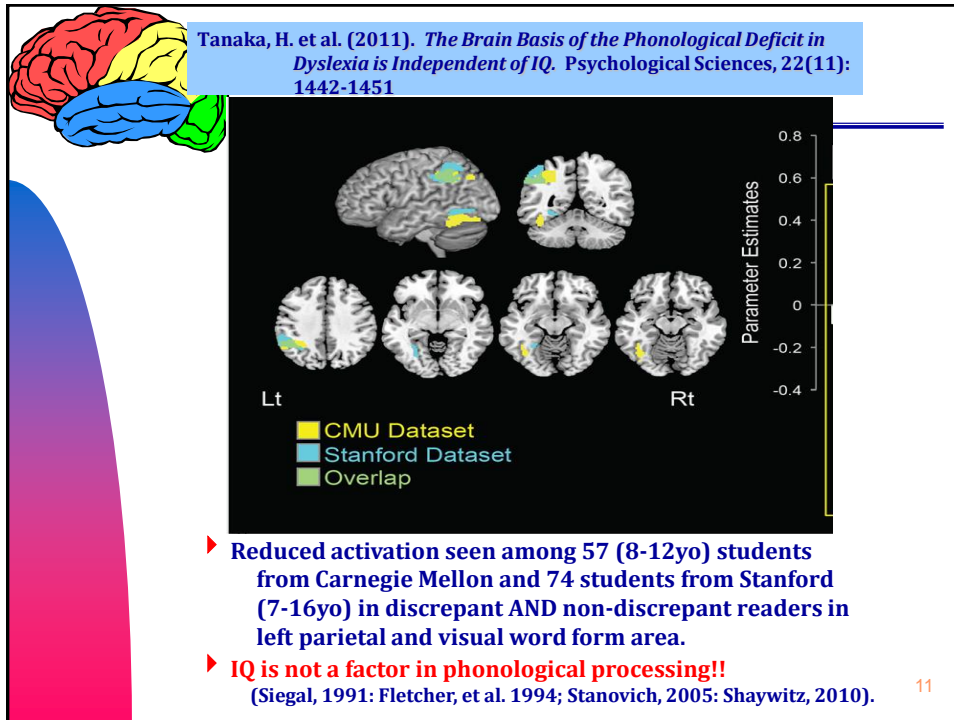 Tanaka, H. et al. (2011). The Brain Basis of the Phonological Deficit in
Dyslexia is Independent of IQ. Psychological Sciences, 22(11):
1442-1451
0.8
0.6
0.4
0.2
0
-0.2
-0.4
Parameter Estimates
Lt
Rt
CMU Dataset
Stanford Dataset
Overlap
Reduced activation seen among 57 (8-12yo) students
from Carnegie Mellon and 74 students from Stanford
(7-16yo) in discrepant AND non-discrepant readers in
left parietal and visual word form area.
IQ is not a factor in phonological processing!!
(Siegal, 1991: Fletcher, et al. 1994; Stanovich, 2005: Shaywitz, 2010).
11